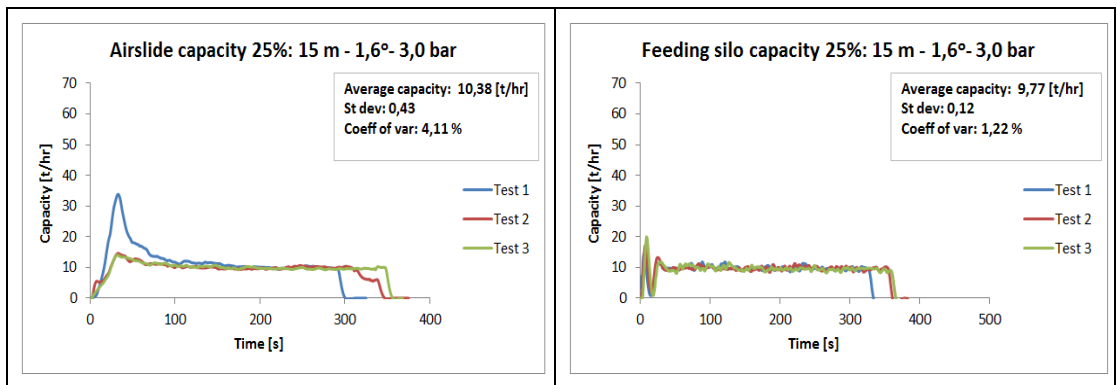 Airslide capacity 25%: 15 m - 1,6º- 3,0 bar
Average capacity: 10,38 [t/hr]
St dev: 0,43
Coeff of var: 4,11 %
Capacity [t/hr]
70
60
50
40
30
20
10
0
0 100 200 300 400
Time [s]
Test 1
Test 2
Test 3
Feeding silo capacity 25%: 15 m - 1,6º- 3,0 bar
Average capacity: 9,77 [t/hr]
St dev: 0,12
Coeff of var: 1,22 %
Capacity [t/hr]
70
60
50
40
30
20
10
0
0 100 200 300 400 500
Time [s]
Test 1
Test 2
Test 3